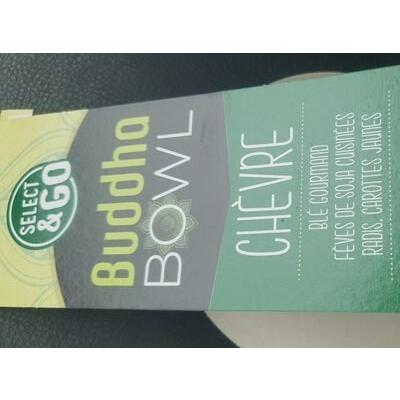 SELECT
& GO
Buddha
BOWL
CHÈVRE
BLÉ GOURMAND
FÈVES DE SOJA CUISINÉES
RADIS, CAROTTES JAUNES